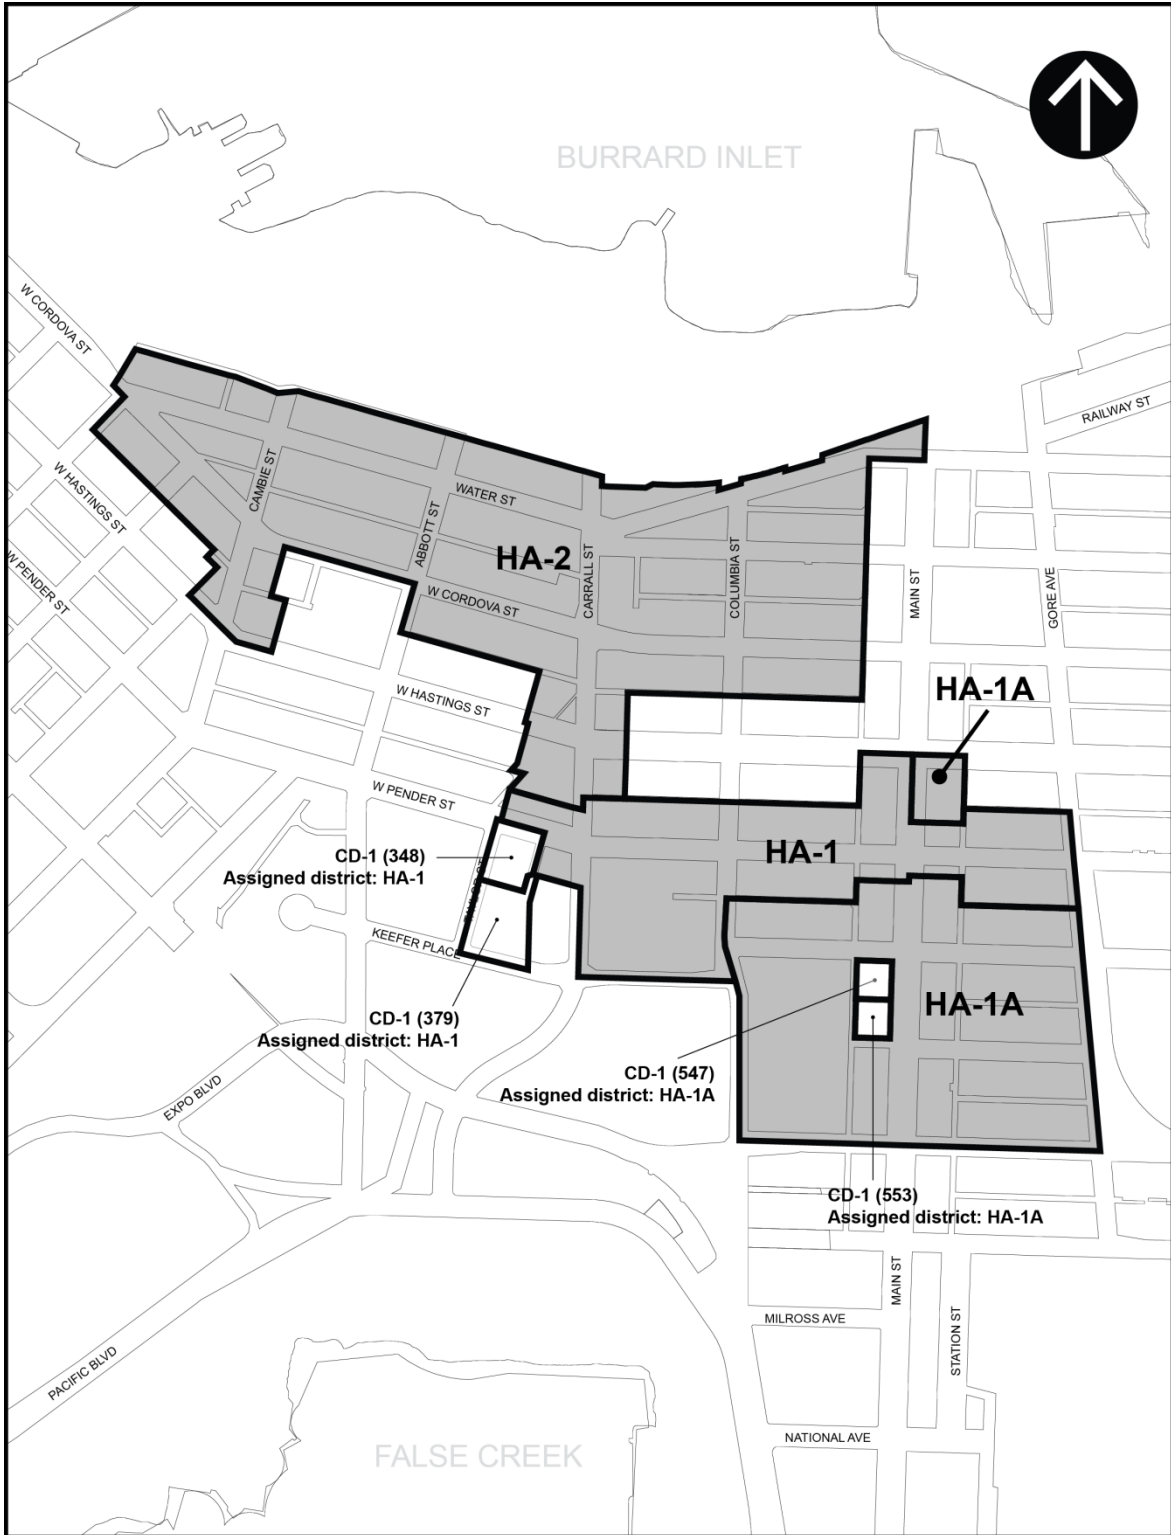 BURRARD INLET
W CORDOVA ST
RAILWAY ST
W HASTINGS ST
W PENDER ST
CAMBIE ST
WATER ST
ABBOTT ST
HA-2
CARRALL ST
COLUMBIA ST
MAIN ST
GORE AVE
W CORDOVA ST
W HASTINGS ST
HA-1A
W PENDER ST
HA-1
CD-1 (348)
Assigned district: HA-1
TAYLOR ST
KEEFER PLACE
CD-1 (379)
Assigned district: HA-1
HA-1A
CD-1 (547)
Assigned district: HA-1A
EXPO BLVD
CD-1 (553)
Assigned district: HA-1A
MAIN ST
MILROSS AVE
STATION ST
PACIFIC BLVD
NATIONAL AVE
FALSE CREEK